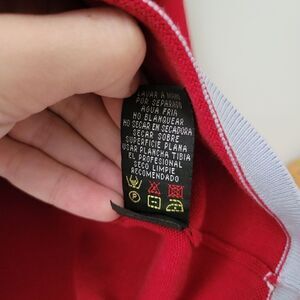 LAVAR A MANO
POR SEPARADO
AGUA FRIA
NO BLANQUEAR
NO SECAR EN SECADORA
SECAR SOBRE
SUPERFICIE PLANA
USAR PLANCHA TIBIA
EL PROFESIONAL
SECO LIMPIE
RECOMENDADO
P